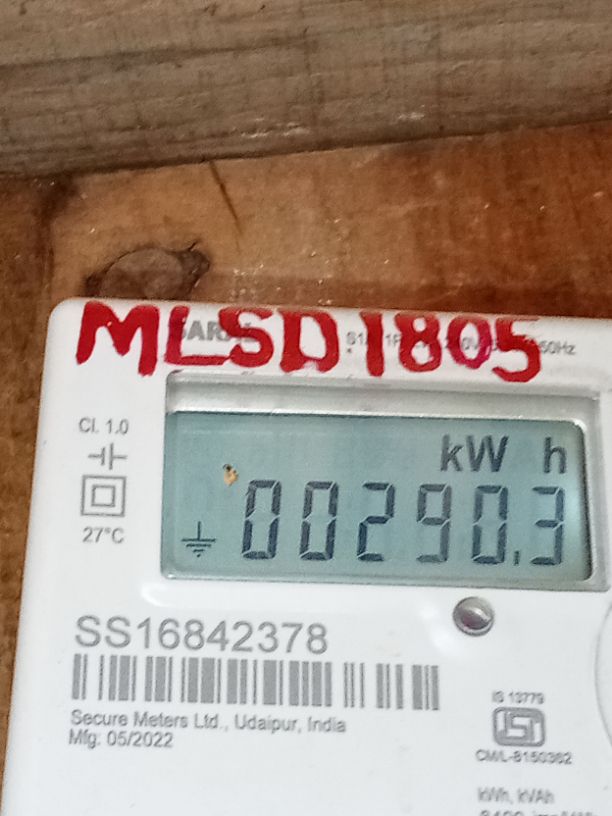 MLSD1805
kW h
00290.3
Cl. 1.0
27°C
SS16842378
Secure Meters Ltd., Udaipur, India
Mfg: 05/2022
IS 13779
CM/L-8150362
kWh, kVAh